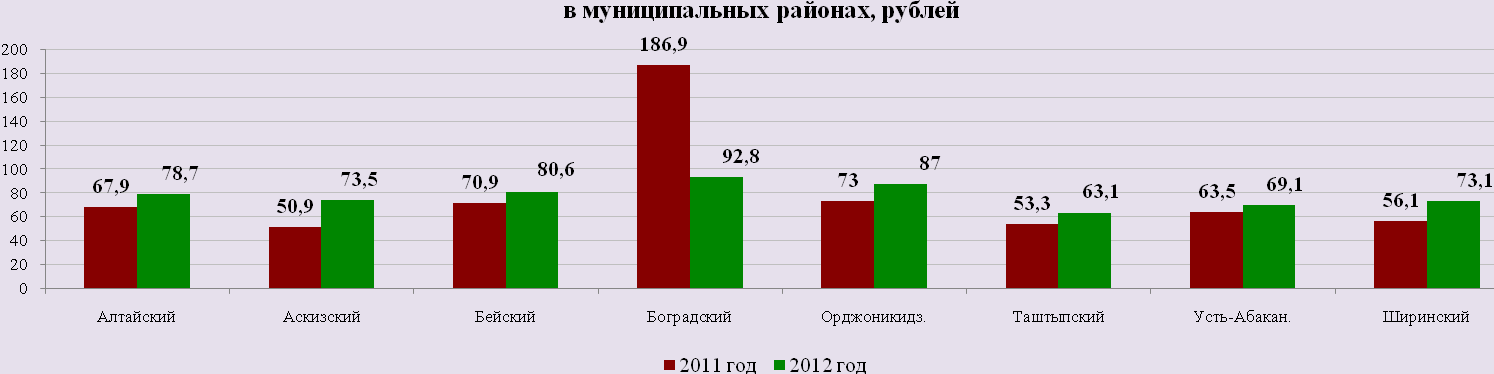 в муниципальных районах, рублей
200
180
160
140
120
100
80
60
40
20
0
67,9 78,7 50,9 73,5 70,9 80,6 186,9 92,8 73 87 53,3 63,1 63,5 69,1 56,1 73,1
Алтайский Аскизский Бейский Боградский Орджоникидз. Таштыпский Усть-Абакан. Ширинский
2011 год 2012 год